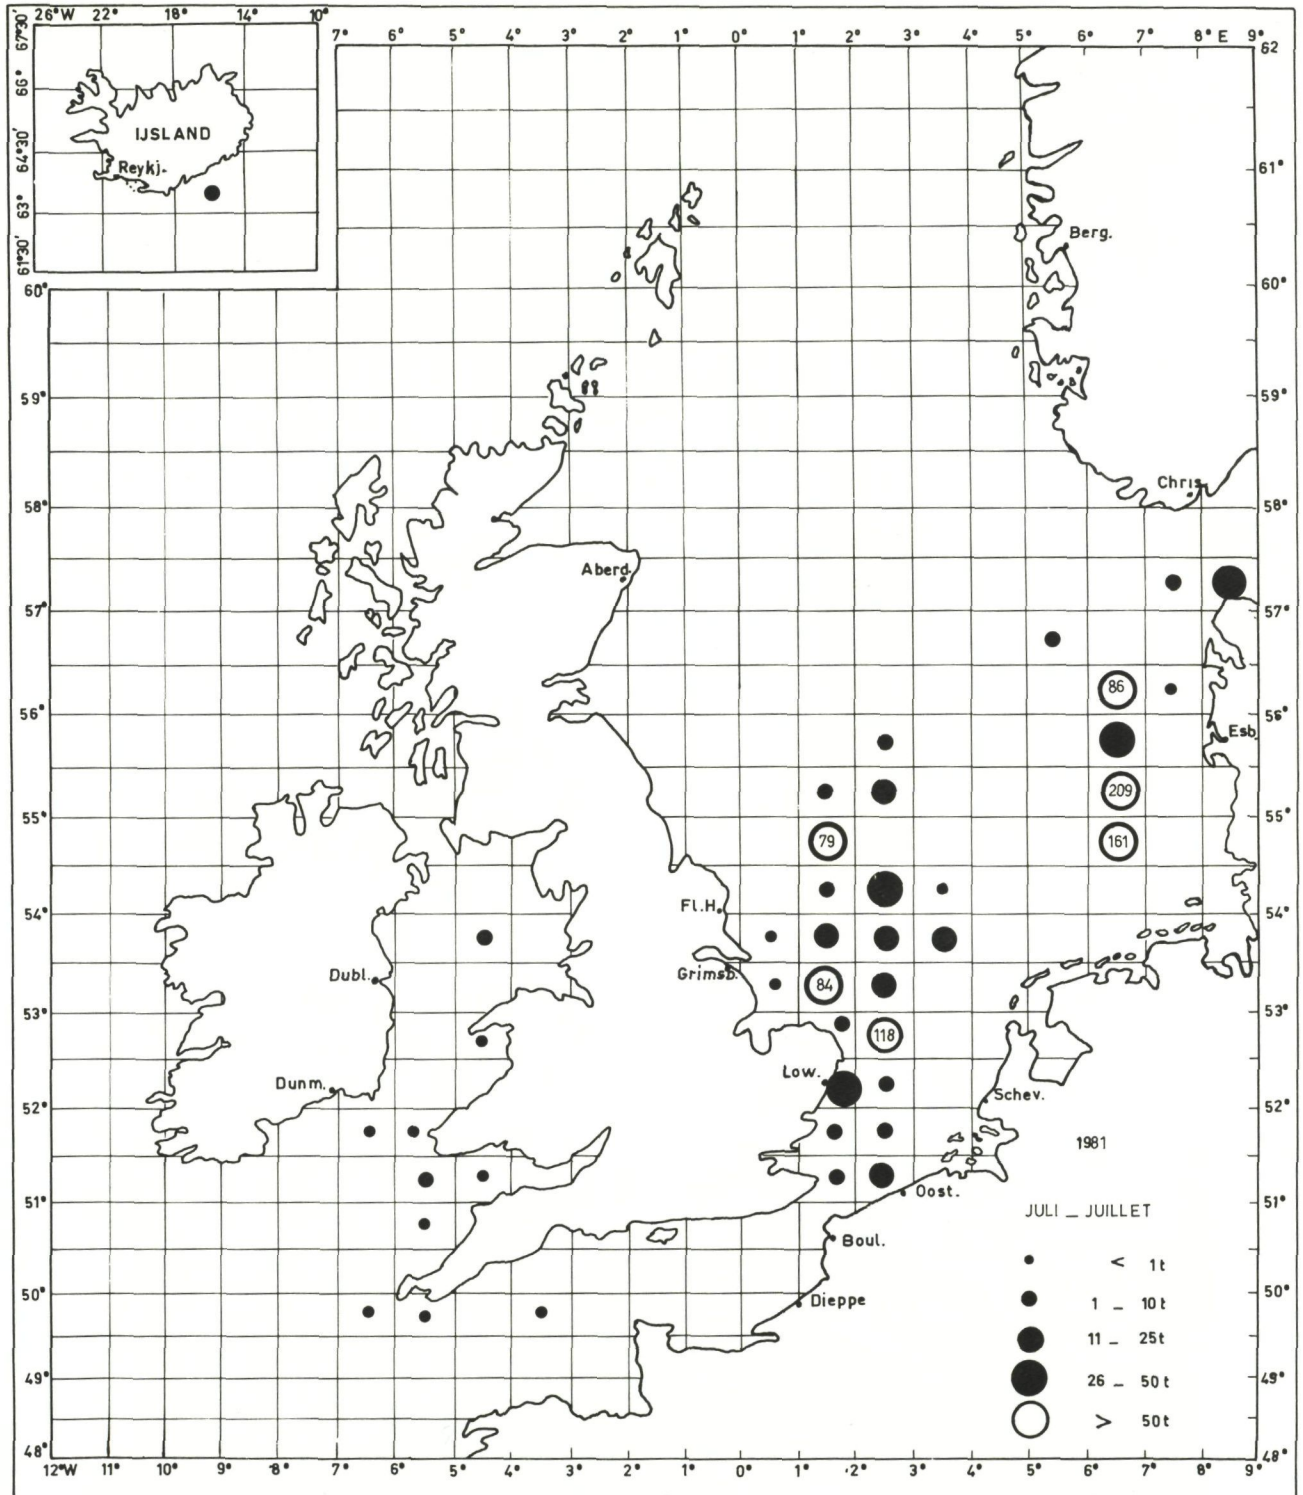 26°W 22° 18° 14° 10°
7° 6° 5° 4° 3° 2° 1° 0° 1° 2° 3° 4° 5° 6° 7° 8° E 9°
67°30'
66°
64°30'
63°
61°30'
IJSLAND
Reykj.
62
61°
60°
59°
58°
57°
56°
55°
54°
53°
52°
51°
50°
49°
48°
60°
59°
58°
57°
56°
55°
54°
53°
52°
51°
50°
49°
48°
Berg.
Chris
Aberd.
86
Esb
209
79
161
Fl.H.
Dubl.
Grimsb.
84
118
Dunm.
Low.
Schev.
1981
Oost.
JULI _ JUILLET
Boul.
< 1t
Dieppe
1 _ 10t
11 _ 25t
26 _ 50t
> 50t
12°W 11° 10° 9° 8° 7° 6° 5° 4° 3° 2° 1° 0° 1° 2° 3° 4° 5° 6° 7° 8° 9°